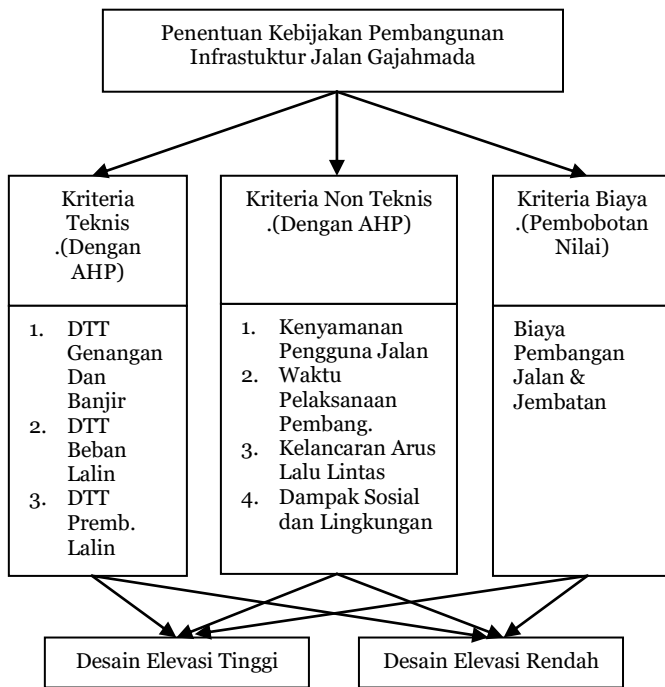 Penentuan Kebijakan Pembangunan
Infrastuktur Jalan Gajahmada
Kriteria
Teknis
.(Dengan
AHP)
Kriteria Non Teknis
.(Dengan AHP)
Kriteria Biaya
.(Pembobotan
Nilai)
1. DTT
Genangan
Dan
Banjir
2. DTT
Beban
Lalin
3. DTT
Premb.
Lalin
1. Kenyamanan
Pengguna Jalan
2. Waktu
Pelaksanaan
Pembang.
3. Kelancaran Arus
Lalu Lintas
4. Dampak Sosial
dan Lingkungan
Biaya
Pembangan
Jalan &
Jembatan
Desain Elevasi Tinggi
Desain Elevasi Rendah